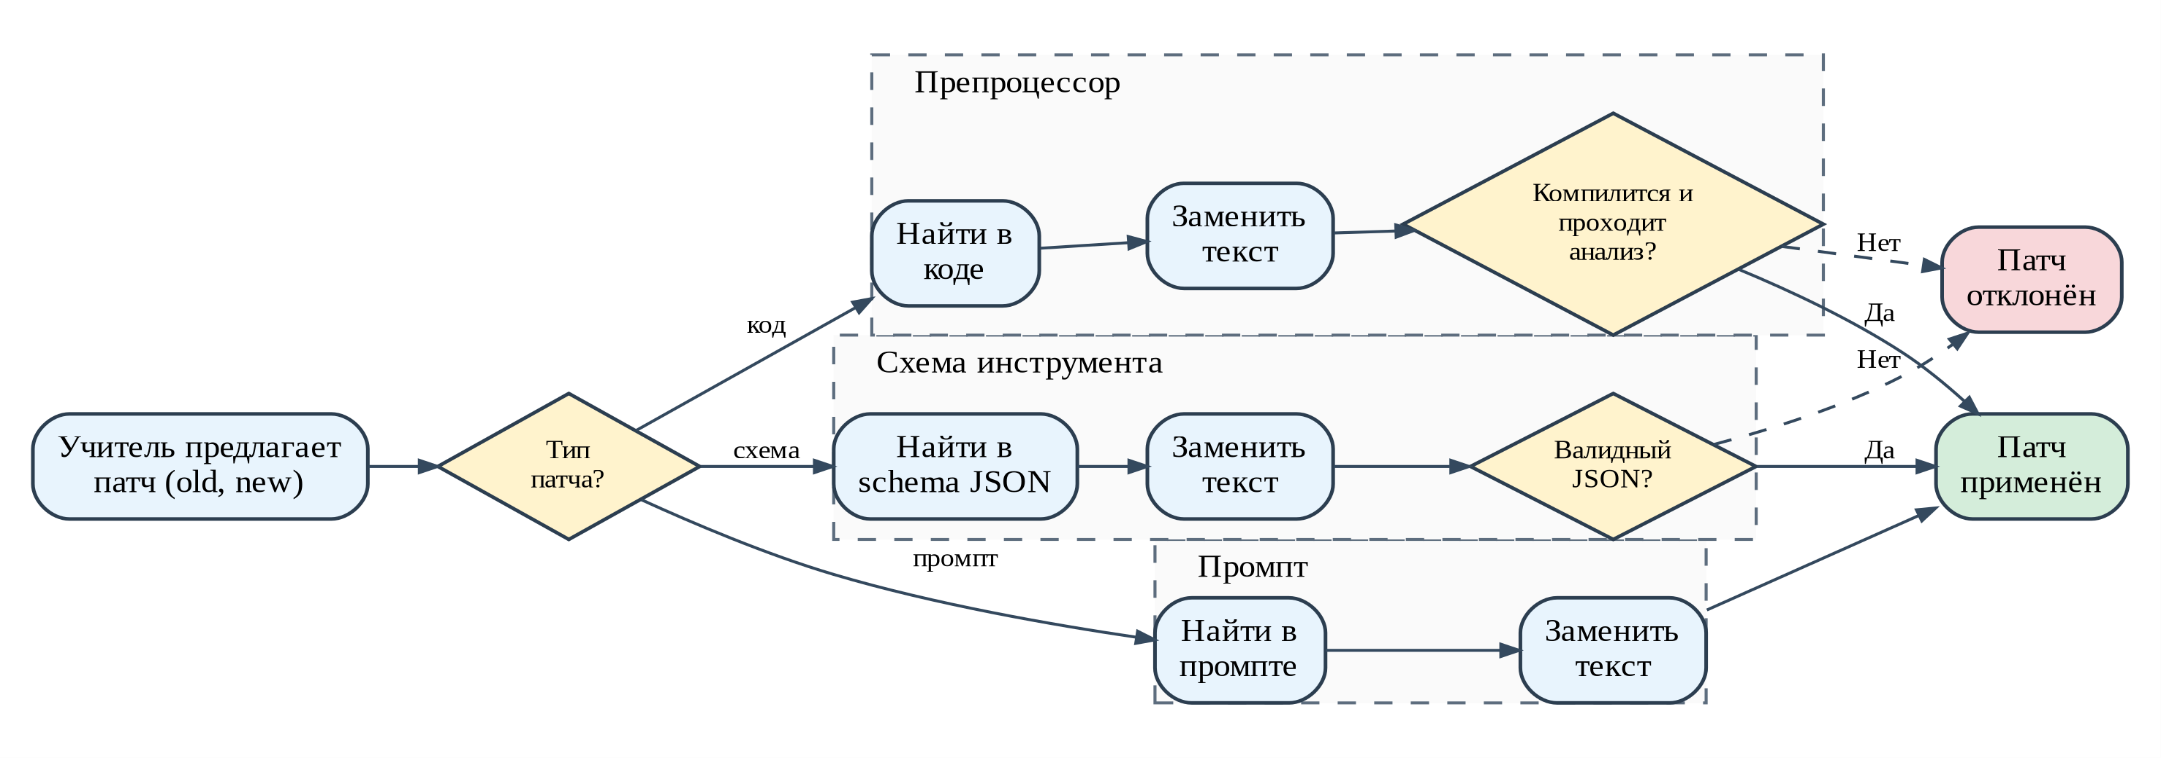 Учитель предлагает
патч (old, new)
Тип
патча?
код
схема
промпт
Препроцессор
Найти в
коде
Заменить
текст
Компилится и
проходит
анализ?
Нет
Да
Схема инструмента
Найти в
schema JSON
Заменить
текст
Валидный
JSON?
Нет
Да
Промпт
Найти в
промпте
Заменить
текст
Патч
отклонён
Патч
применён